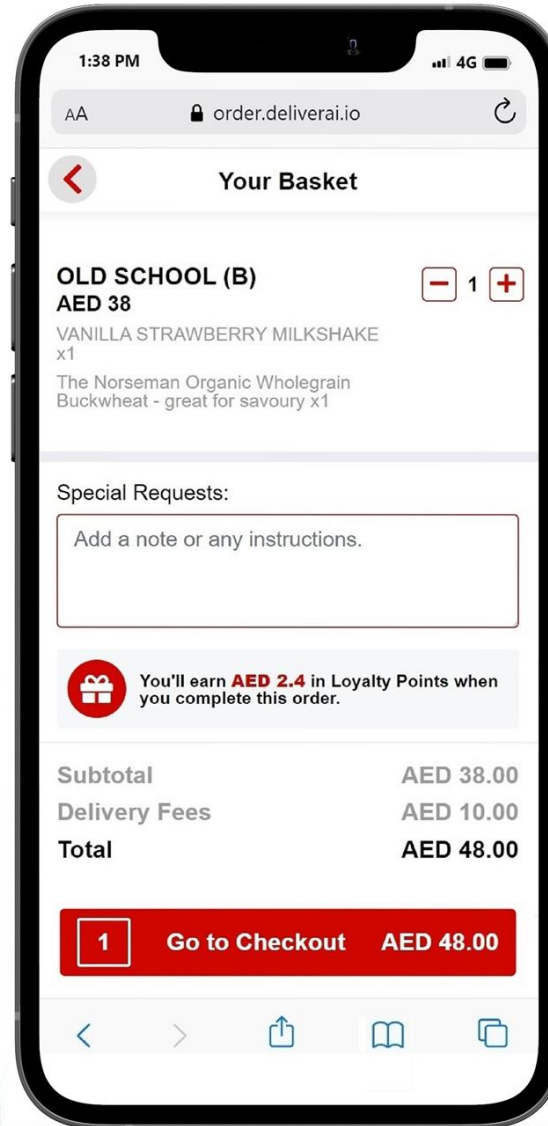 1:38 PM
4G
AA
order.deliverai.io
Your Basket
OLD SCHOOL (B)
1
AED 38
VANILLA STRAWBERRY MILKSHAKE
x1
The Norseman Organic Wholegrain
Buckwheat - great for savoury x1
Special Requests:
Add a note or any instructions.
You'll earn AED 2.4 in Loyalty Points when
you complete this order.
Subtotal AED 38.00
Delivery Fees AED 10.00
Total AED 48.00
1 Go to Checkout AED 48.00